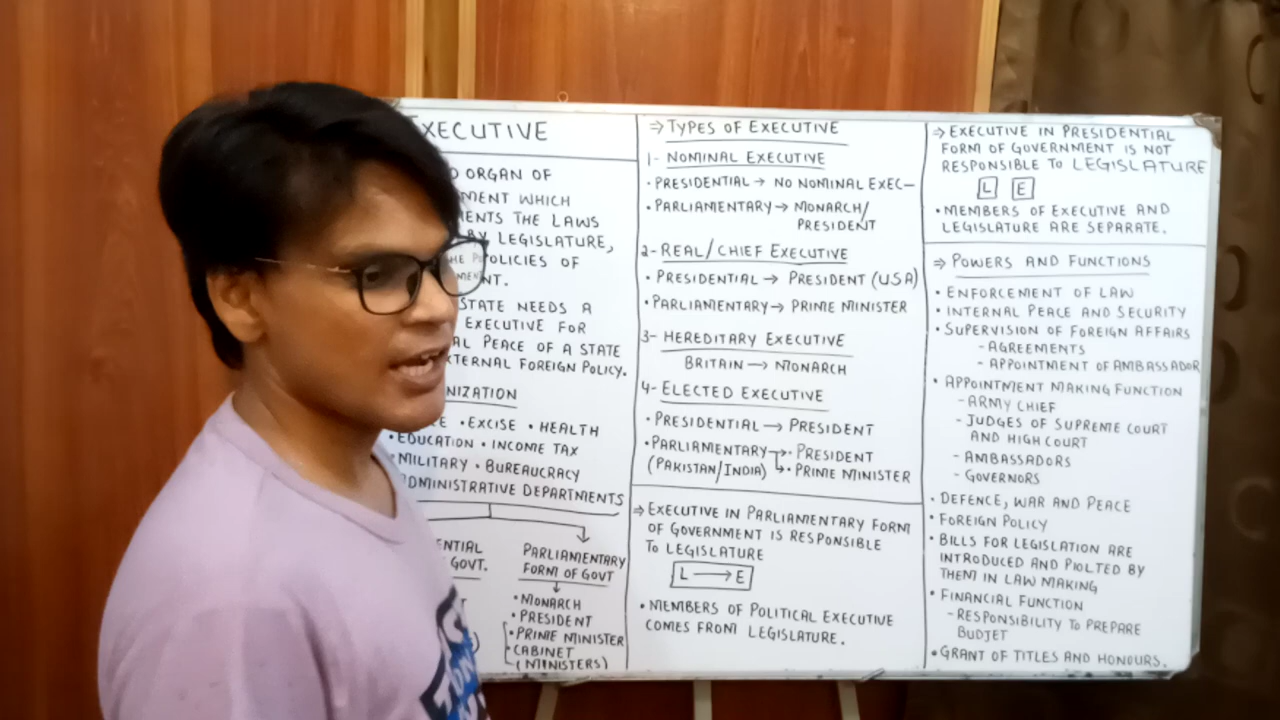 EXECUTIVE
ORGAN OF
MENT WHICH
ENTS THE LAWS
BY LEGISLATURE,
HE POLICIES OF
NT.
STATE NEEDS A
EXECUTIVE FOR
AL PEACE OF A STATE
XTERNAL FOREIGN POLICY.
NIZATION
CE • EXCISE • HEALTH
• EDUCATION • INCOME TAX
• MILITARY • BUREAUCRACY
ADMINISTRATIVE DEPARTMENTS
ENTIAL
GOVT.
PARLIAMENTARY
FORM OF GOVT
• MONARCH
• PRESIDENT
• PRIME MINISTER
• CABINET
(MINISTERS)
⇒ TYPES OF EXECUTIVE
1- NOMINAL EXECUTIVE
• PRESIDENTIAL → NO NOMINAL EXEC-
• PARLIAMENTARY → MONARCH/
PRESIDENT
2- REAL/CHIEF EXECUTIVE
• PRESIDENTIAL → PRESIDENT (USA)
• PARLIAMENTARY → PRIME MINISTER
3- HEREDITARY EXECUTIVE
BRITAIN → MONARCH
4- ELECTED EXECUTIVE
• PRESIDENTIAL → PRESIDENT
• PARLIAMENTARY → • PRESIDENT
(PAKISTAN/INDIA) ↳ • PRIME MINISTER
⇒ EXECUTIVE IN PARLIAMENTARY FORM
OF GOVERNMENT IS RESPONSIBLE
TO LEGISLATURE
L → E
• MEMBERS OF POLITICAL EXECUTIVE
COMES FROM LEGISLATURE.
⇒ EXECUTIVE IN PRESIDENTIAL
FORM OF GOVERNMENT IS NOT
RESPONSIBLE TO LEGISLATURE
L E
• MEMBERS OF EXECUTIVE AND
LEGISLATURE ARE SEPARATE.
⇒ POWERS AND FUNCTIONS
• ENFORCEMENT OF LAW
• INTERNAL PEACE AND SECURITY
• SUPERVISION OF FOREIGN AFFAIRS
- AGREEMENTS
- APPOINTMENT OF AMBASSADOR
• APPOINTMENT MAKING FUNCTION
- ARMY CHIEF
- JUDGES OF SUPREME COURT
AND HIGH COURT
- AMBASSADORS
- GOVERNORS
• DEFENCE, WAR AND PEACE
• FOREIGN POLICY
• BILLS FOR LEGISLATION ARE
INTRODUCED AND PIOLTED BY
THEM IN LAW MAKING
• FINANCIAL FUNCTION
- RESPONSIBILITY TO PREPARE
BUDJET
• GRANT OF TITLES AND HONOURS.